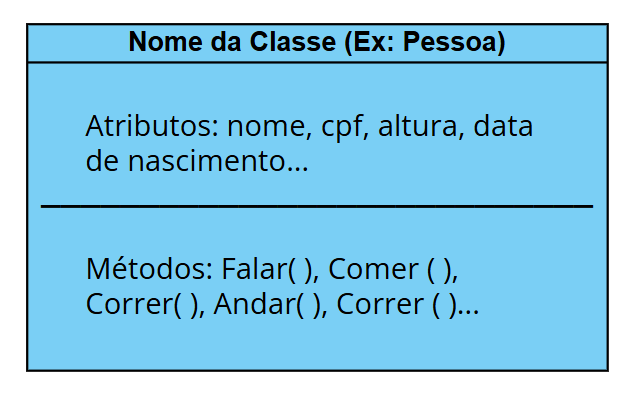 Nome da Classe (Ex: Pessoa)
Atributos: nome, cpf, altura, data
de nascimento...
Métodos: Falar( ), Comer ( ),
Correr( ), Andar( ), Correr ( )...